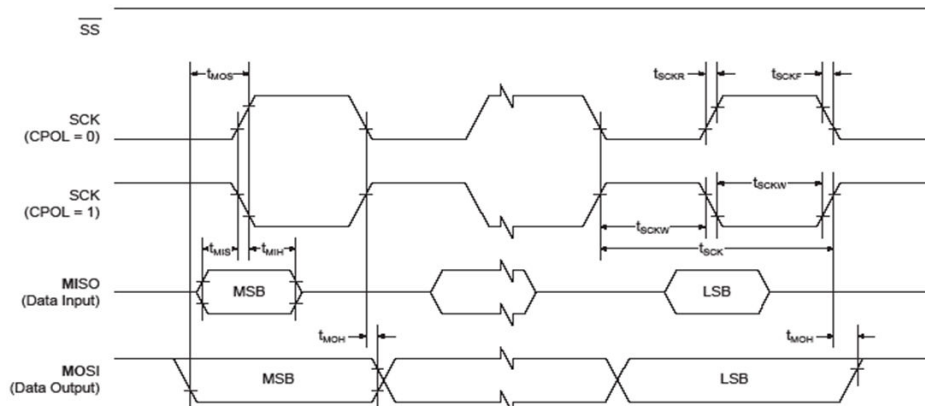 SS
tMOS
tSCKR
tSCKF
SCK
(CPOL = 0)
SCK
(CPOL = 1)
tSCKW
tSCKW
tSCK
tMIS
tMIH
MISO
(Data Input)
MSB
LSB
tMOH
tMOH
MOSI
(Data Output)
MSB
LSB